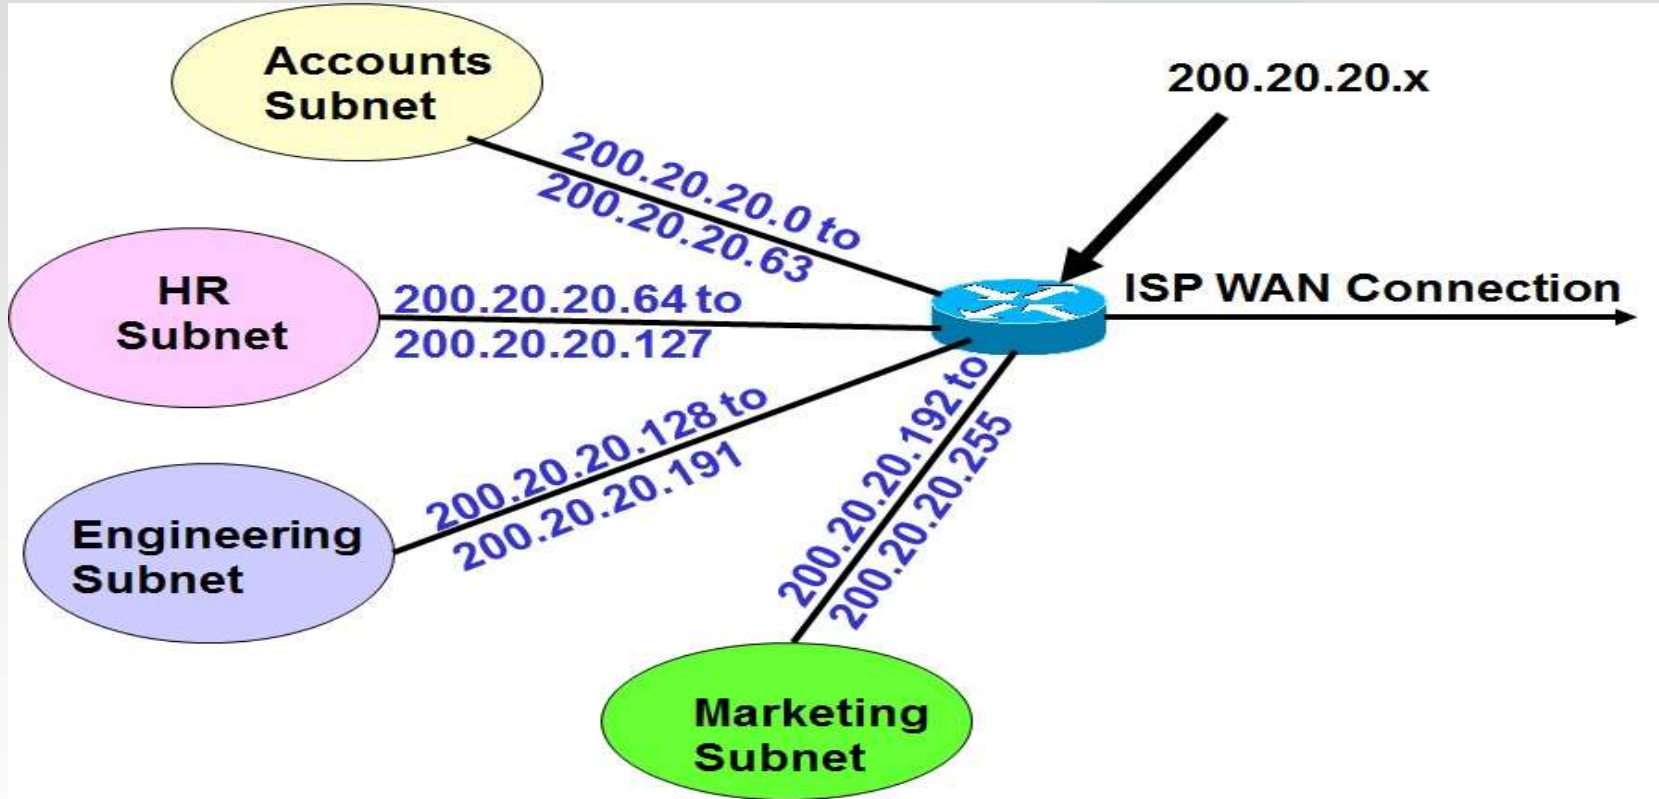 Accounts
Subnet
200.20.20.x
200.20.20.0 to
200.20.20.63
HR
Subnet
200.20.20.64 to
200.20.20.127
ISP WAN Connection
Engineering
Subnet
200.20.20.128 to
200.20.20.191
200.20.20.192 to
200.20.20.255
Marketing
Subnet